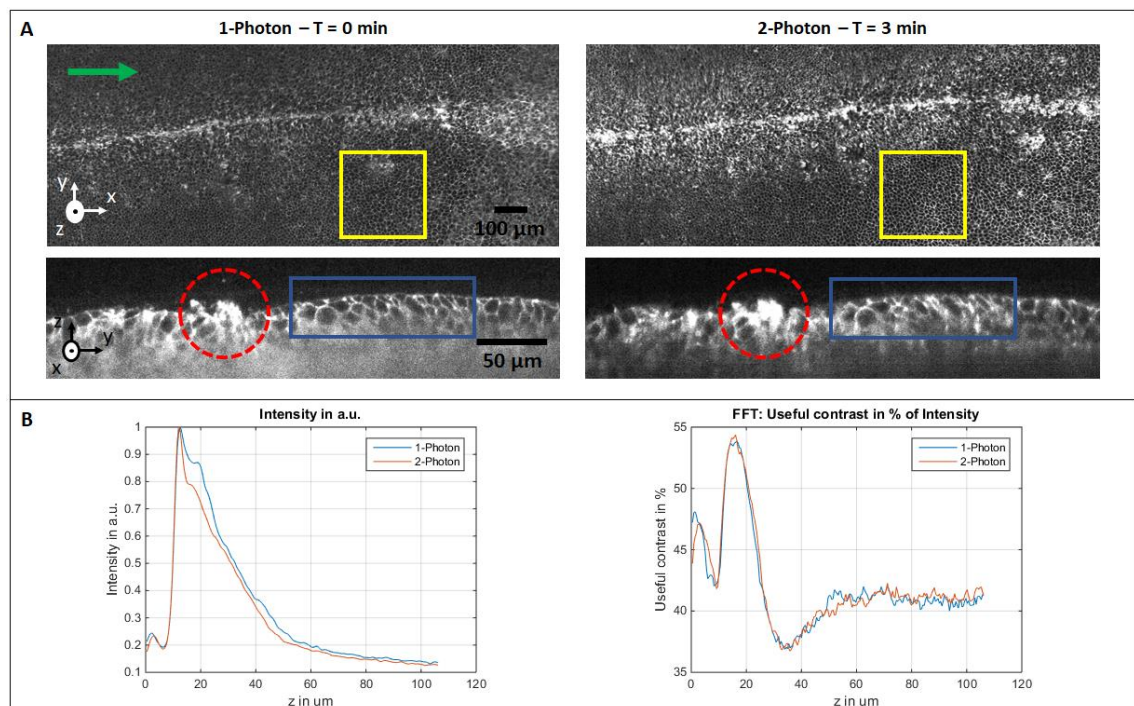 A
1-Photon – T = 0 min
2-Photon – T = 3 min
y
x
z
100 µm
z
y
x
50 µm
B
Intensity in a.u.
FFT: Useful contrast in % of Intensity
1-Photon
2-Photon
Intensity in a.u.
1
0.9
0.8
0.7
0.6
0.5
0.4
0.3
0.2
0.1
0 20 40 60 80 100 120
z in um
1-Photon
2-Photon
Useful contrast in %
55
50
45
40
35
0 20 40 60 80 100 120
z in um